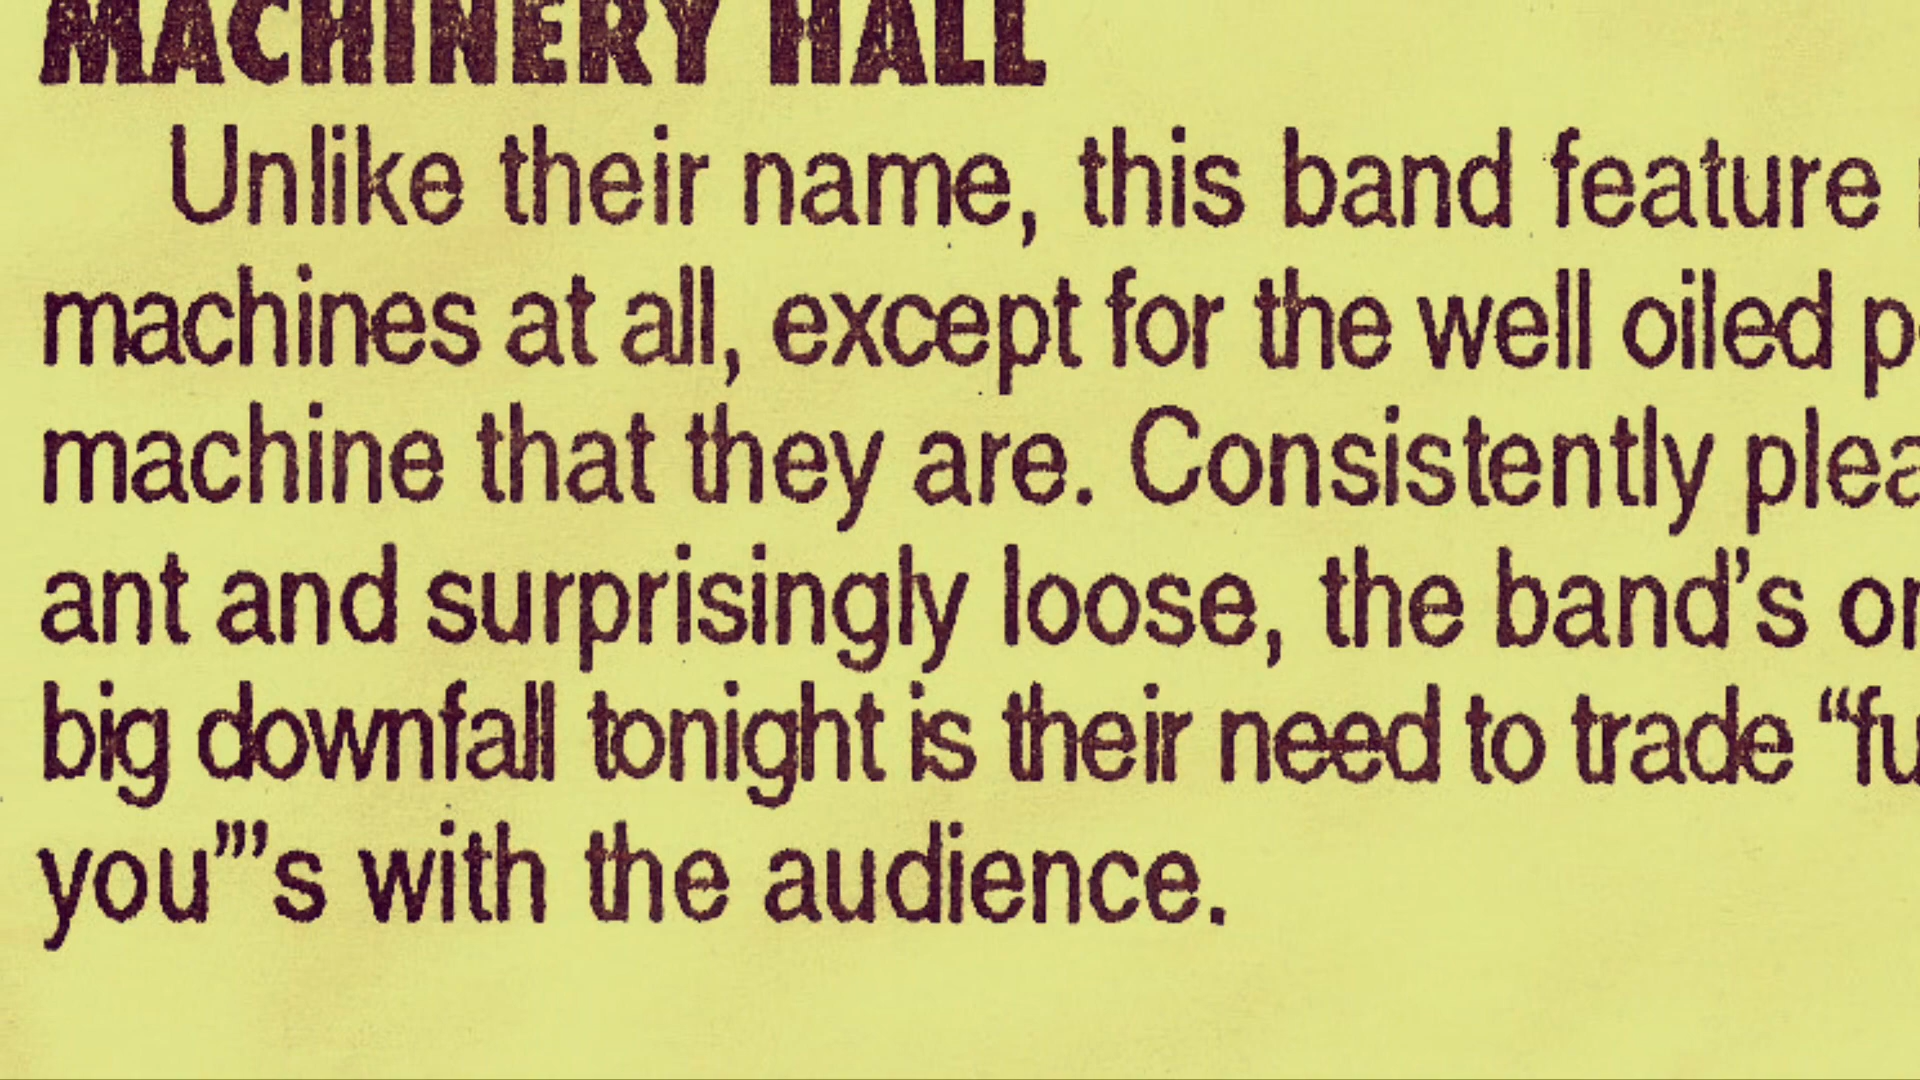 MACHINERY HALL
Unlike their name, this band feature
machines at all, except for the well oiled
machine that they are. Consistently plea
ant and surprisingly loose, the band's
big downfall tonight is their need to trade "fu
you"'s with the audience.